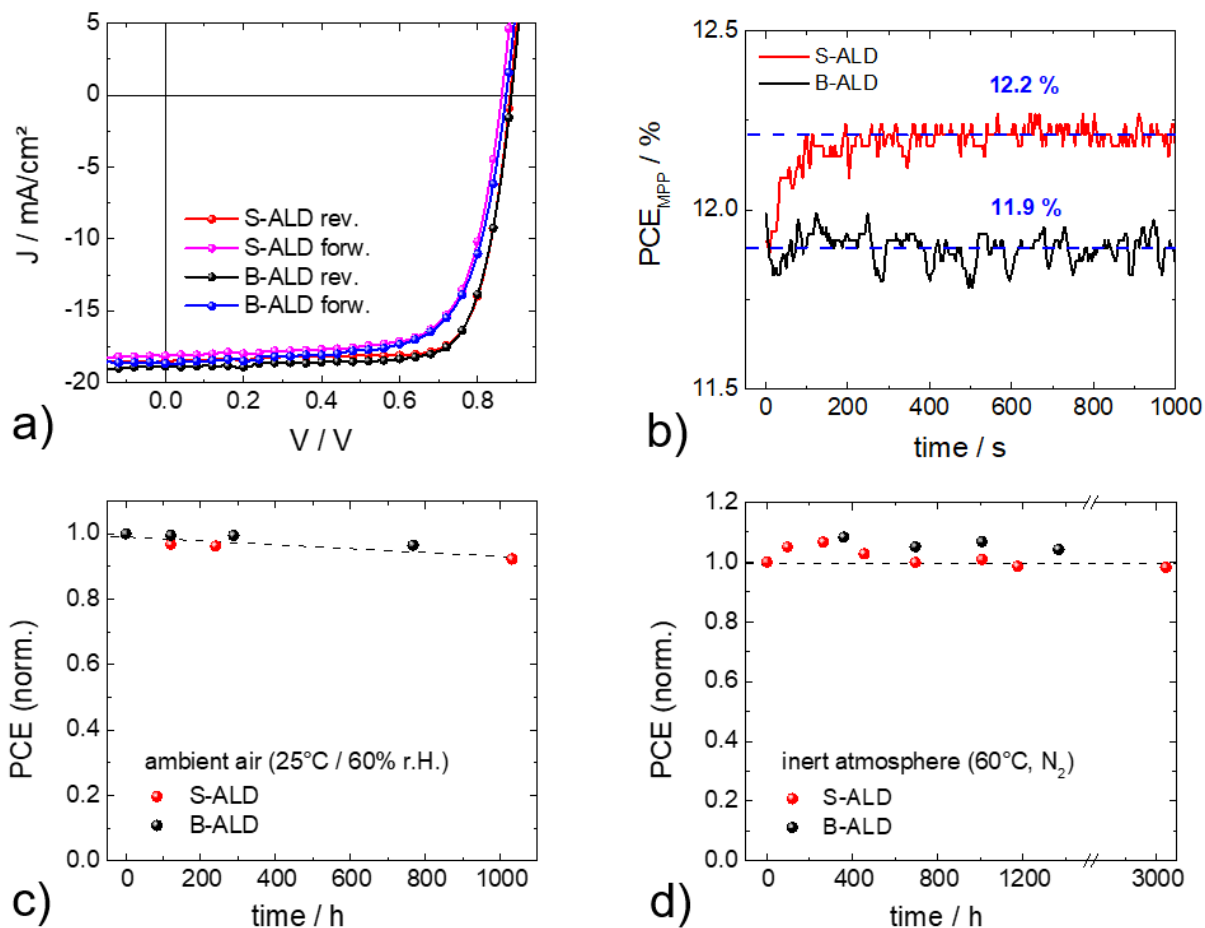 5
0
-5
-10
-15
-20
J / mA/cm²
S-ALD rev.
S-ALD forw.
B-ALD rev.
B-ALD forw.
0.0 0.2 0.4 0.6 0.8
V / V
a)
12.5
12.0
11.5
PCE_MPP / %
S-ALD
B-ALD
12.2 %
11.9 %
0 200 400 600 800 1000
time / s
b)
1.0
0.8
0.6
0.4
0.2
0.0
PCE (norm.)
ambient air (25°C / 60% r.H.)
S-ALD
B-ALD
0 200 400 600 800 1000
time / h
c)
1.2
1.0
0.8
0.6
0.4
0.2
0.0
PCE (norm.)
inert atmosphere (60°C, N₂)
S-ALD
B-ALD
0 400 800 1200 3000
time / h
d)